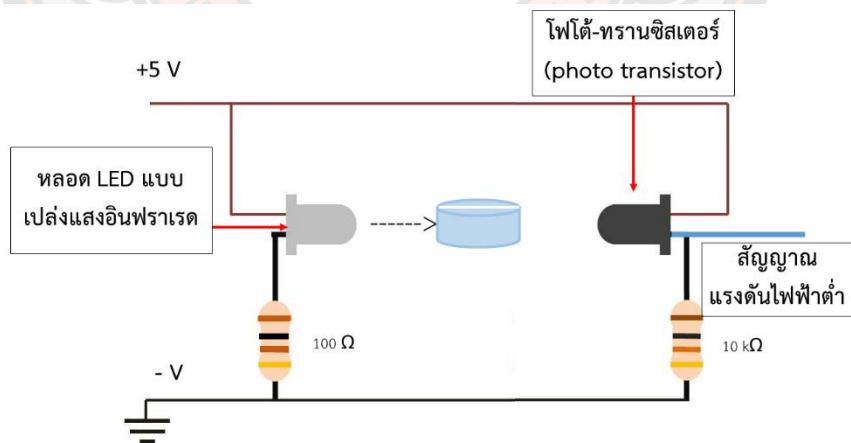 โฟโต้-ทรานซิสเตอร์
(photo transistor)
+5 V
หลอด LED แบบ
เปล่งแสงอินฟราเรด
สัญญาณ
แรงดันไฟฟ้าต่ำ
100 Ω
10 kΩ
- V